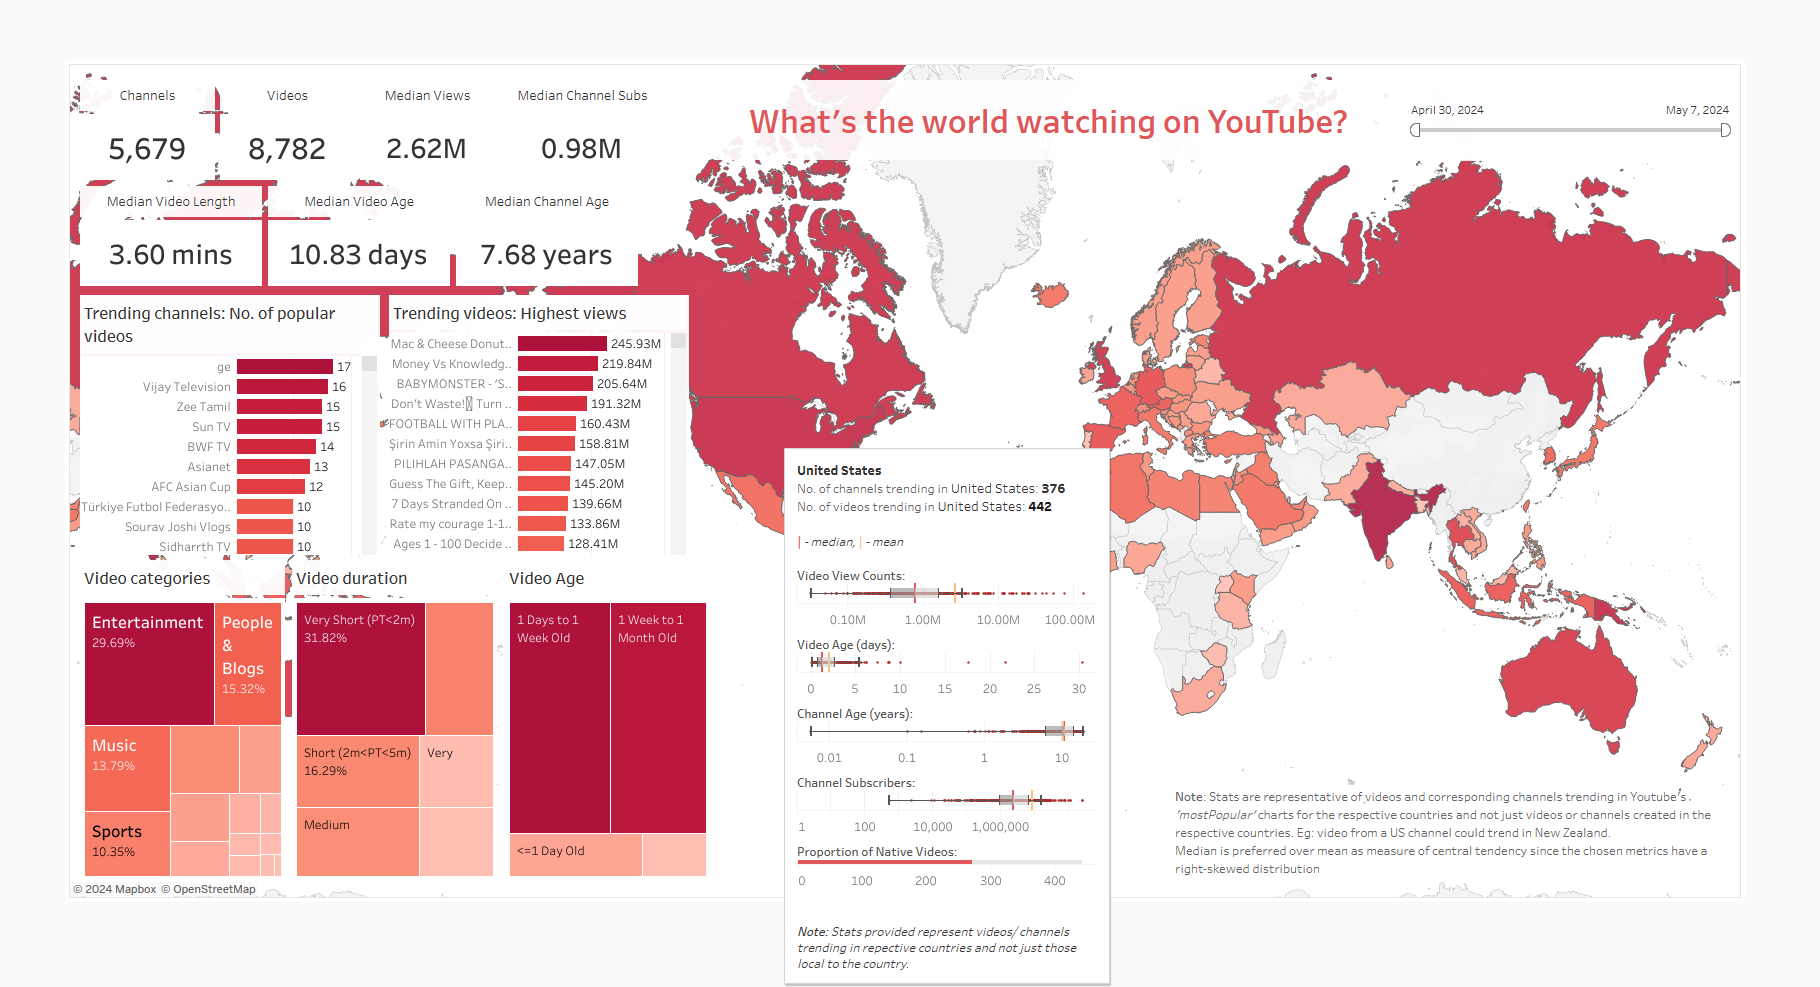 Channels
Videos
Median Views
Median Channel Subs
5,679
8,782
2.62M
0.98M
Median Video Length
Median Video Age
Median Channel Age
3.60 mins
10.83 days
7.68 years
What's the world watching on YouTube?
April 30, 2024
May 7, 2024
Trending channels: No. of popular
videos
ge 17
Vijay Television 16
Zee Tamil 15
Sun TV 15
BWF TV 14
Asianet 13
AFC Asian Cup 12
Türkiye Futbol Federasyo.. 10
Sourav Joshi Vlogs 10
Sidharrth TV 10
Trending videos: Highest views
Mac & Cheese Donut.. 245.93M
Money Vs Knowledg.. 219.84M
BABYMONSTER - ‘S.. 205.64M
Don't Waste! Turn .. 191.32M
FOOTBALL WITH PLA.. 160.43M
Şirin Amin Yoxsa Şiri.. 158.81M
PILIHLAH PASANGA.. 147.05M
Guess The Gift, Keep.. 145.20M
7 Days Stranded On .. 139.66M
Rate my courage 1-1.. 133.86M
Ages 1 - 100 Decide .. 128.41M
Video categories
Entertainment
29.69%
People
&
Blogs
15.32%
Music
13.79%
Sports
10.35%
Video duration
Very Short (PT<2m)
31.82%
Short (2m<PT<5m)
16.29%
Very
Medium
Video Age
1 Days to 1
Week Old
1 Week to 1
Month Old
<=1 Day Old
© 2024 Mapbox © OpenStreetMap
United States
No. of channels trending in United States: 376
No. of videos trending in United States: 442
| - median, | - mean
Video View Counts:
0.10M 1.00M 10.00M 100.00M
Video Age (days):
0 5 10 15 20 25 30
Channel Age (years):
0.01 0.1 1 10
Channel Subscribers:
1 100 10,000 1,000,000
Proportion of Native Videos:
0 100 200 300 400
Note: Stats provided represent videos/ channels
trending in repective countries and not just those
local to the country.
Note: Stats are representative of videos and corresponding channels trending in Youtube's
'mostPopular' charts for the respective countries and not just videos or channels created in the
respective countries. Eg: video from a US channel could trend in New Zealand.
Median is preferred over mean as measure of central tendency since the chosen metrics have a
right-skewed distribution